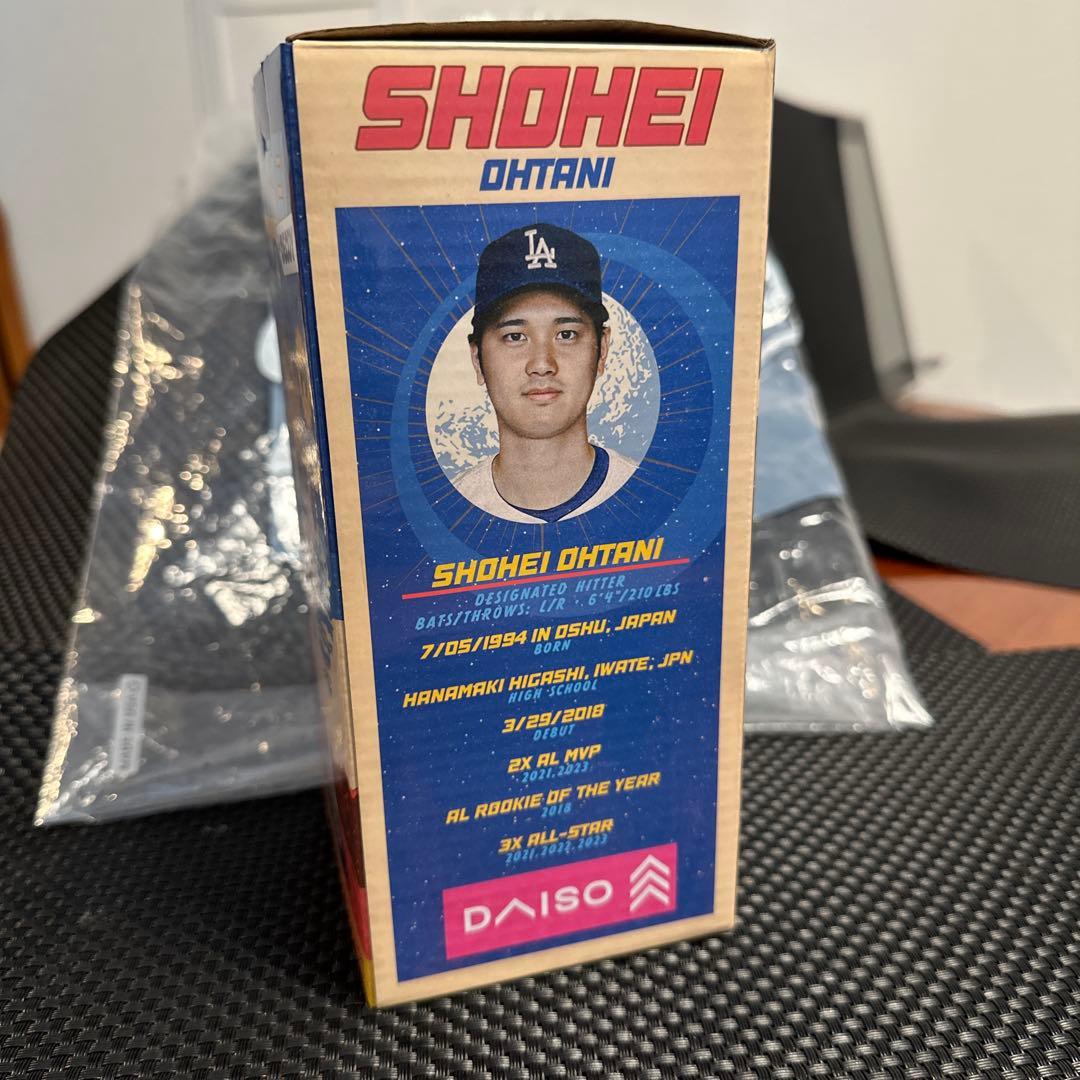 SHOHEI
OHTANI
LA
SHOHEI OHTANI
DESIGNATED HITTER
BATS/THROWS: L/R • 6'4"/210 LBS
7/05/1994 IN OSHU, JAPAN
BORN
HANAMAKI HIGASHI, IWATE, JPN
HIGH SCHOOL
3/29/2018
DEBUT
2X AL MVP
2021, 2023
AL ROOKIE OF THE YEAR
2018
3X ALL-STAR
2021, 2022, 2023
DAISO